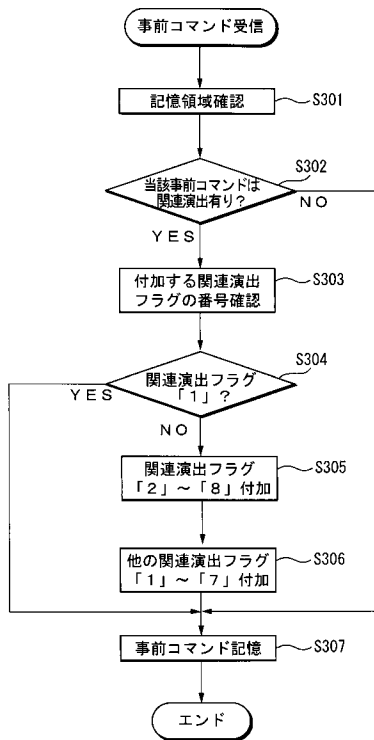 事前コマンド受信
記憶領域確認
S301
S302
当該事前コマンドは
関連演出有り?
NO
YES
付加する関連演出
フラグの番号確認
S303
S304
関連演出フラグ
「1」?
YES
NO
関連演出フラグ
「2」~「8」付加
S305
他の関連演出フラグ
「1」~「7」付加
S306
事前コマンド記憶
S307
エンド